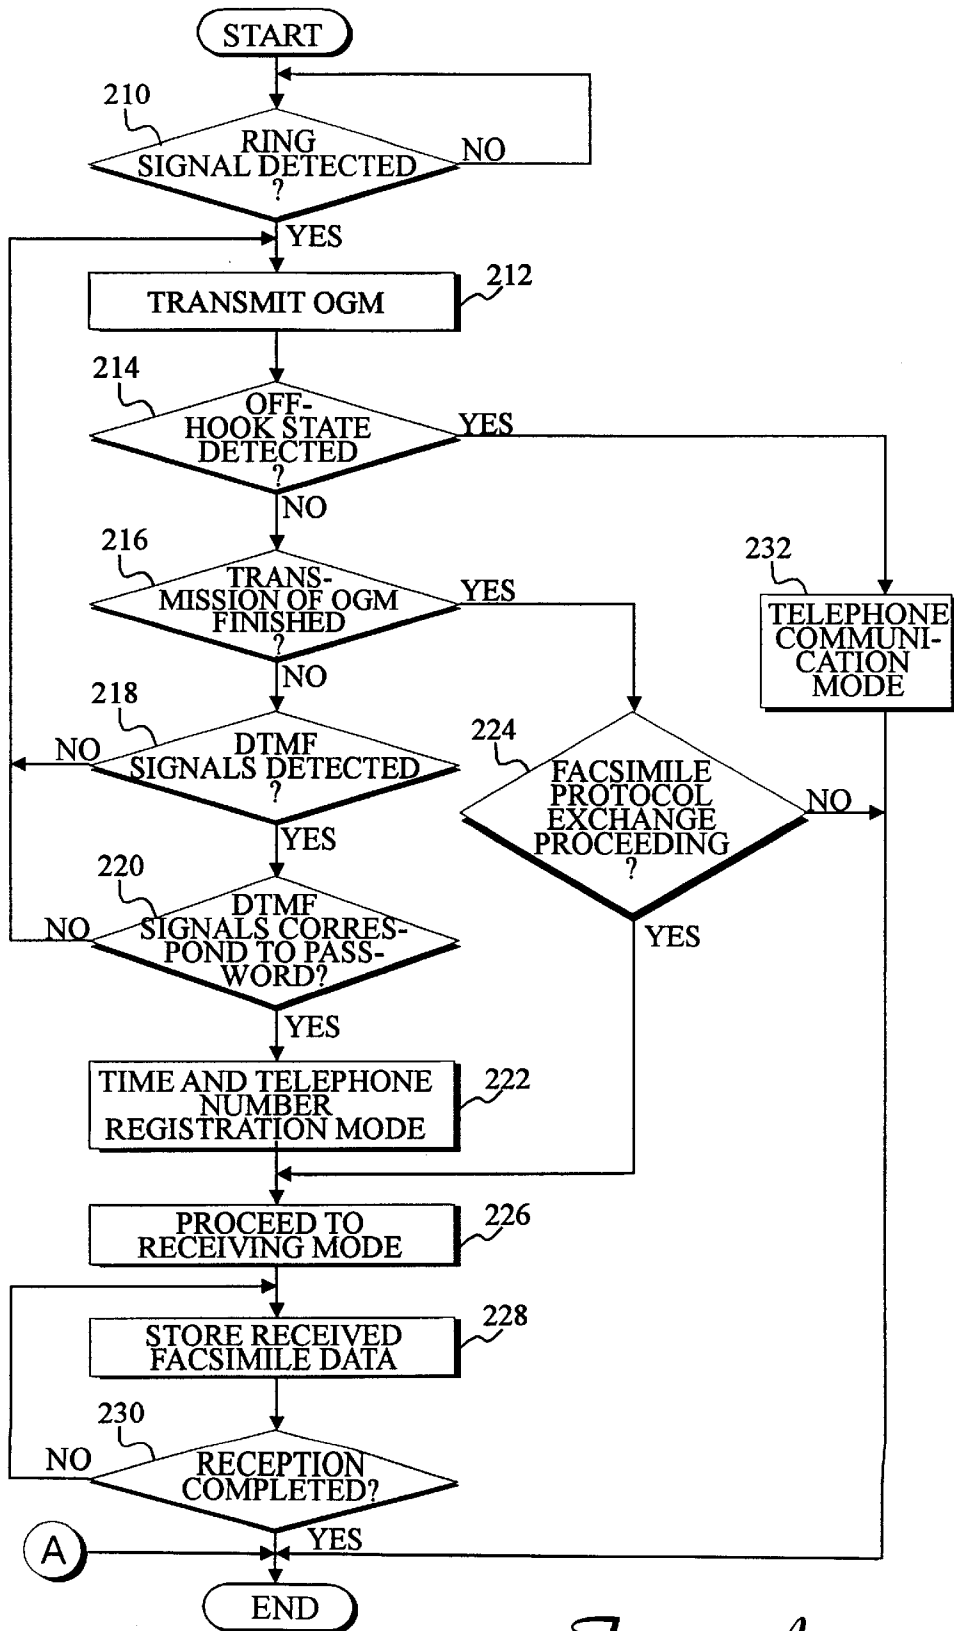 START
210
RING
SIGNAL DETECTED
?
NO
YES
TRANSMIT OGM
212
214
OFF-
HOOK STATE
DETECTED
?
YES
NO
216
TRANS-
MISSION OF OGM
FINISHED
?
YES
NO
232
TELEPHONE
COMMUNI-
CATION
MODE
218
DTMF
SIGNALS DETECTED
?
NO
YES
224
FACSIMILE
PROTOCOL
EXCHANGE
PROCEEDING
?
NO
YES
220
DTMF
SIGNALS CORRES-
POND TO PASS-
WORD?
NO
YES
TIME AND TELEPHONE
NUMBER
REGISTRATION MODE
222
PROCEED TO
RECEIVING MODE
226
STORE RECEIVED
FACSIMILE DATA
228
230
RECEPTION
COMPLETED?
NO
YES
A
END